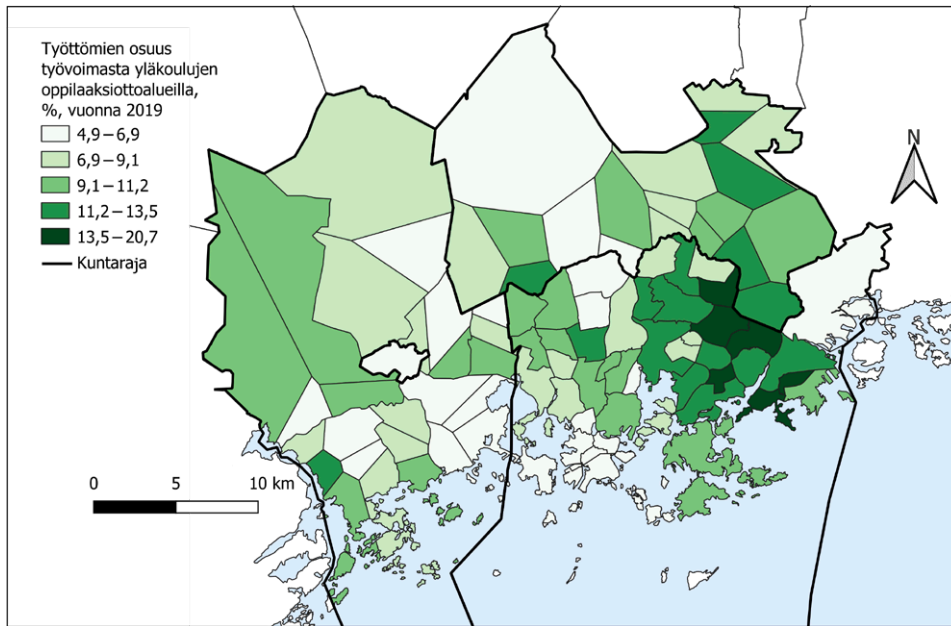 Työttömien osuus
työvoimasta yläkoulujen
oppilaaksiottoalueilla,
%, vuonna 2019
4,9 – 6,9
6,9 – 9,1
9,1 – 11,2
11,2 – 13,5
13,5 – 20,7
Kuntaraja
N
0 5 10 km